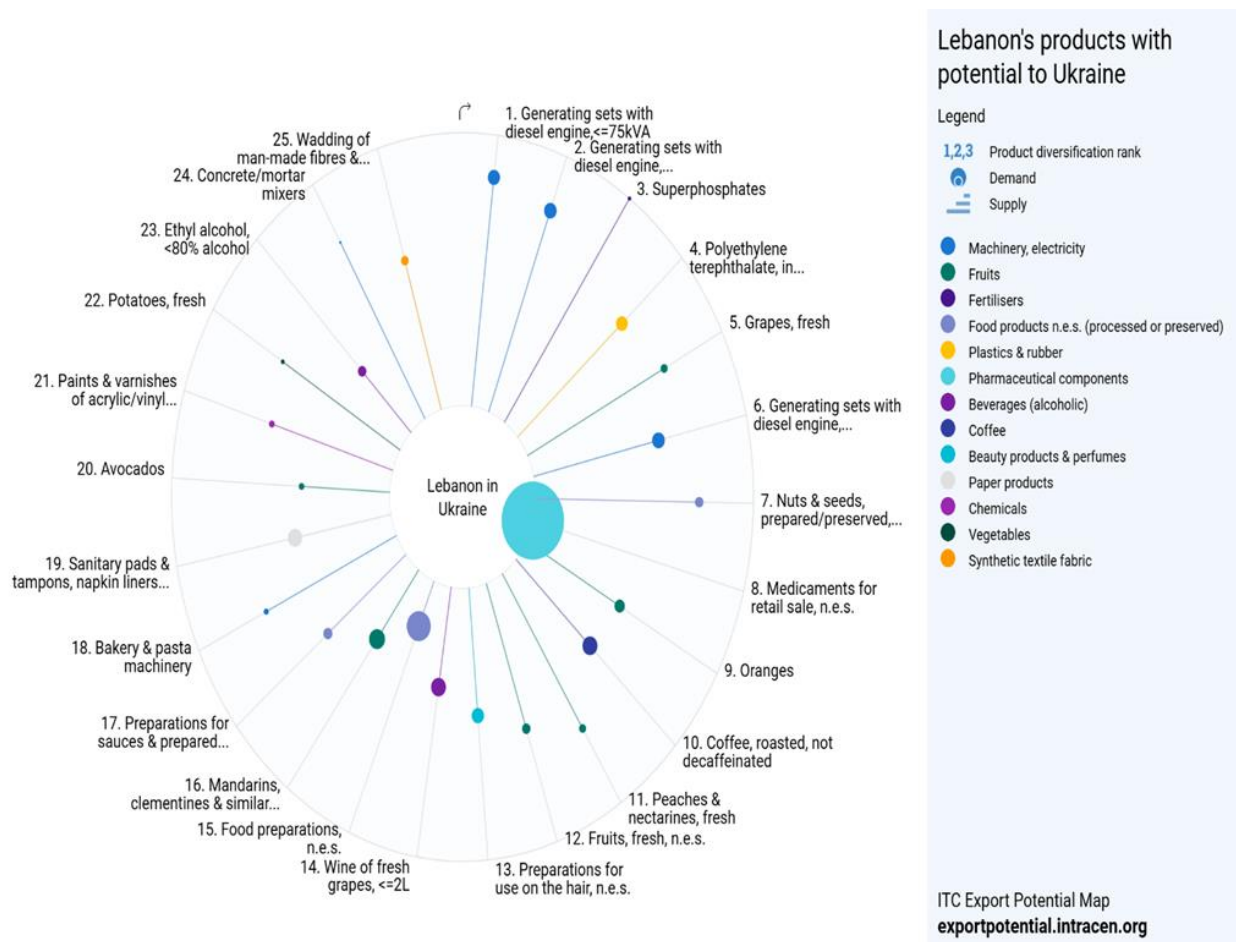 1. Generating sets with
diesel engine,<=75kVA
2. Generating sets with
diesel engine,...
3. Superphosphates
4. Polyethylene
terephthalate, in...
5. Grapes, fresh
6. Generating sets with
diesel engine,...
7. Nuts & seeds,
prepared/preserved,...
8. Medicaments for
retail sale, n.e.s.
9. Oranges
10. Coffee, roasted, not
decaffeinated
11. Peaches &
nectarines, fresh
12. Fruits, fresh, n.e.s.
13. Preparations for
use on the hair, n.e.s.
14. Wine of fresh
grapes, <=2L
15. Food preparations,
n.e.s.
16. Mandarins,
clementines & similar...
17. Preparations for
sauces & prepared...
18. Bakery & pasta
machinery
19. Sanitary pads &
tampons, napkin liners...
20. Avocados
21. Paints & varnishes
of acrylic/vinyl...
22. Potatoes, fresh
23. Ethyl alcohol,
<80% alcohol
24. Concrete/mortar
mixers
25. Wadding of
man-made fibres &...
Lebanon in
Ukraine
Lebanon's products with
potential to Ukraine
Legend
1,2,3 Product diversification rank
Demand
Supply
Machinery, electricity
Fruits
Fertilisers
Food products n.e.s. (processed or preserved)
Plastics & rubber
Pharmaceutical components
Beverages (alcoholic)
Coffee
Beauty products & perfumes
Paper products
Chemicals
Vegetables
Synthetic textile fabric
ITC Export Potential Map
exportpotential.intracen.org